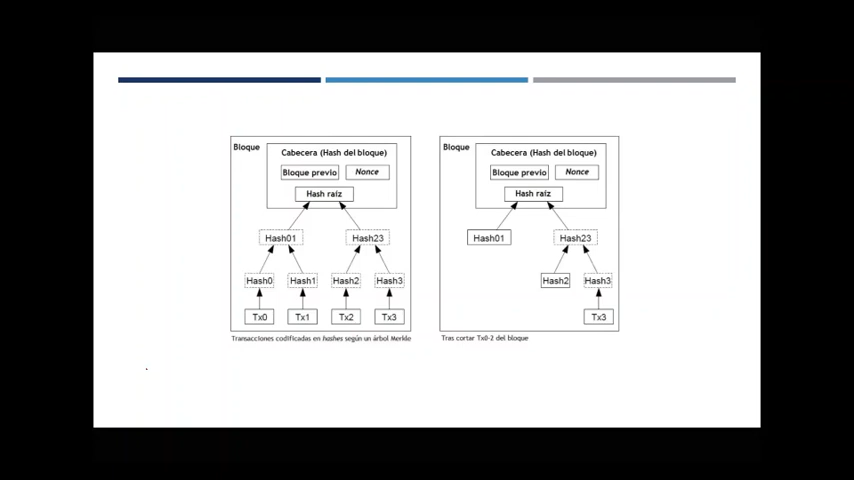 Bloque
Cabecera (Hash del bloque)
Bloque previo
Nonce
Hash raíz
Hash01
Hash23
Hash0
Hash1
Hash2
Hash3
Tx0
Tx1
Tx2
Tx3
Transacciones codificadas en hashes según un árbol Merkle
Bloque
Cabecera (Hash del bloque)
Bloque previo
Nonce
Hash raíz
Hash01
Hash23
Hash2
Hash3
Tx3
Tras cortar Tx0-2 del bloque